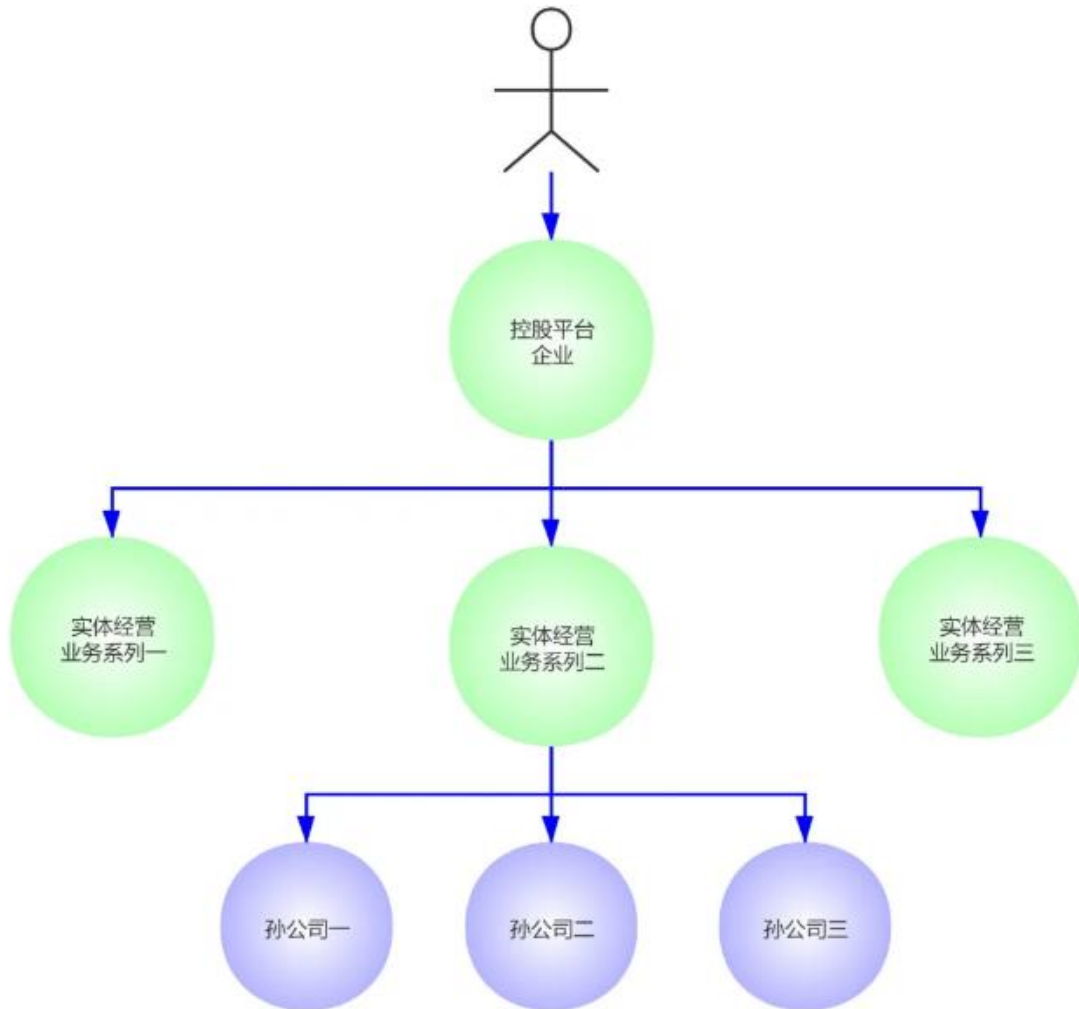 控股平台
企业
实体经营
业务系列一
实体经营
业务系列二
实体经营
业务系列三
孙公司一
孙公司二
孙公司三